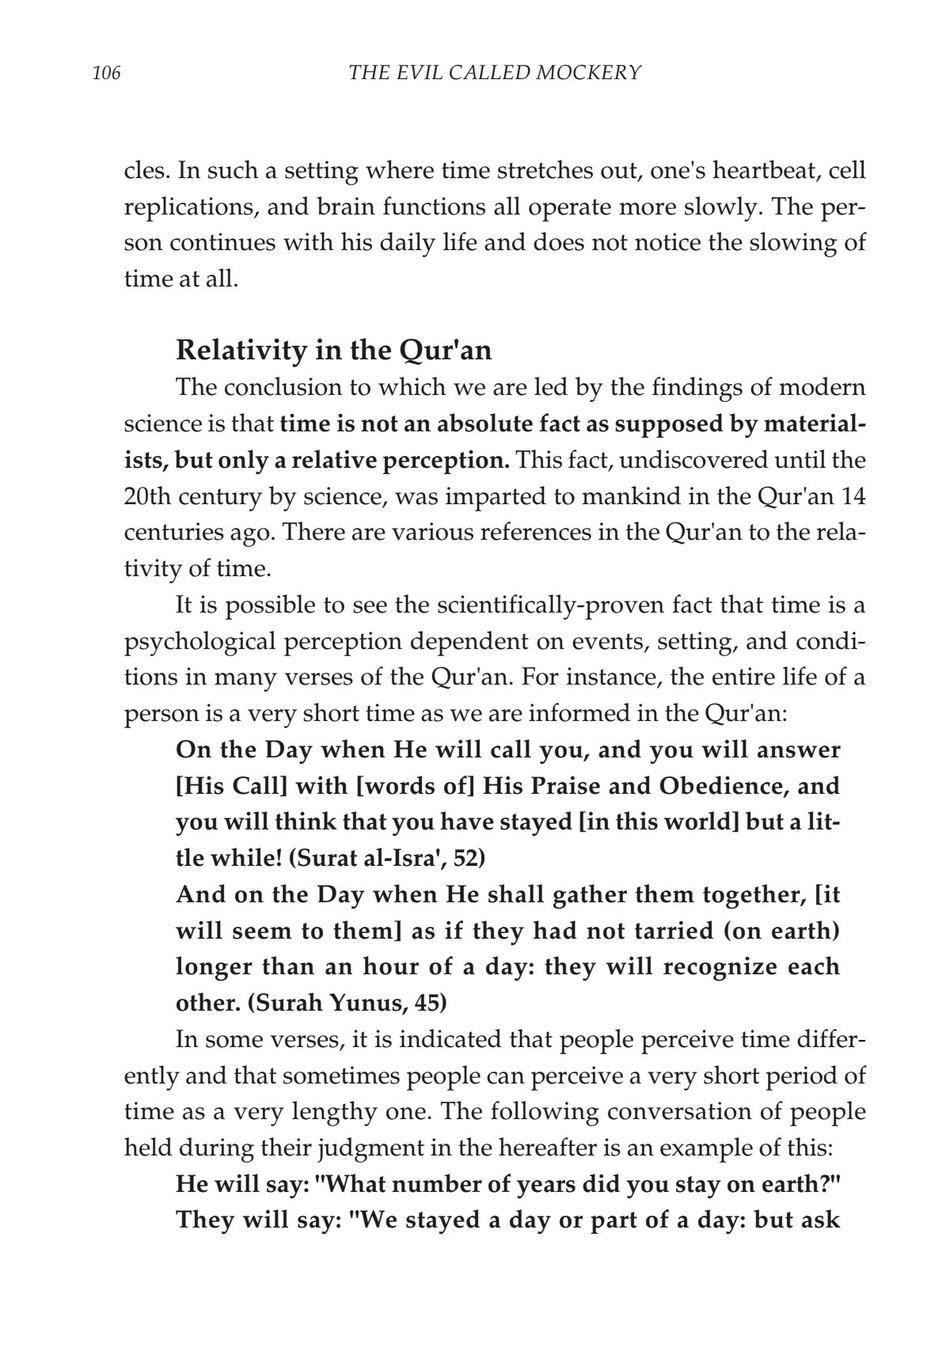 106
THE EVIL CALLED MOCKERY
cles. In such a setting where time stretches out, one's heartbeat, cell
replications, and brain functions all operate more slowly. The per-
son continues with his daily life and does not notice the slowing of
time at all.
Relativity in the Qur'an
The conclusion to which we are led by the findings of modern
science is that time is not an absolute fact as supposed by material-
ists, but only a relative perception. This fact, undiscovered until the
20th century by science, was imparted to mankind in the Qur'an 14
centuries ago. There are various references in the Qur'an to the rela-
tivity of time.
It is possible to see the scientifically-proven fact that time is a
psychological perception dependent on events, setting, and condi-
tions in many verses of the Qur'an. For instance, the entire life of a
person is a very short time as we are informed in the Qur'an:
On the Day when He will call you, and you will answer
[His Call] with [words of] His Praise and Obedience, and
you will think that you have stayed [in this world] but a lit-
tle while! (Surat al-Isra', 52)
And on the Day when He shall gather them together, [it
will seem to them] as if they had not tarried (on earth)
longer than an hour of a day: they will recognize each
other. (Surah Yunus, 45)
In some verses, it is indicated that people perceive time differ-
ently and that sometimes people can perceive a very short period of
time as a very lengthy one. The following conversation of people
held during their judgment in the hereafter is an example of this:
He will say: "What number of years did you stay on earth?"
They will say: "We stayed a day or part of a day: but ask